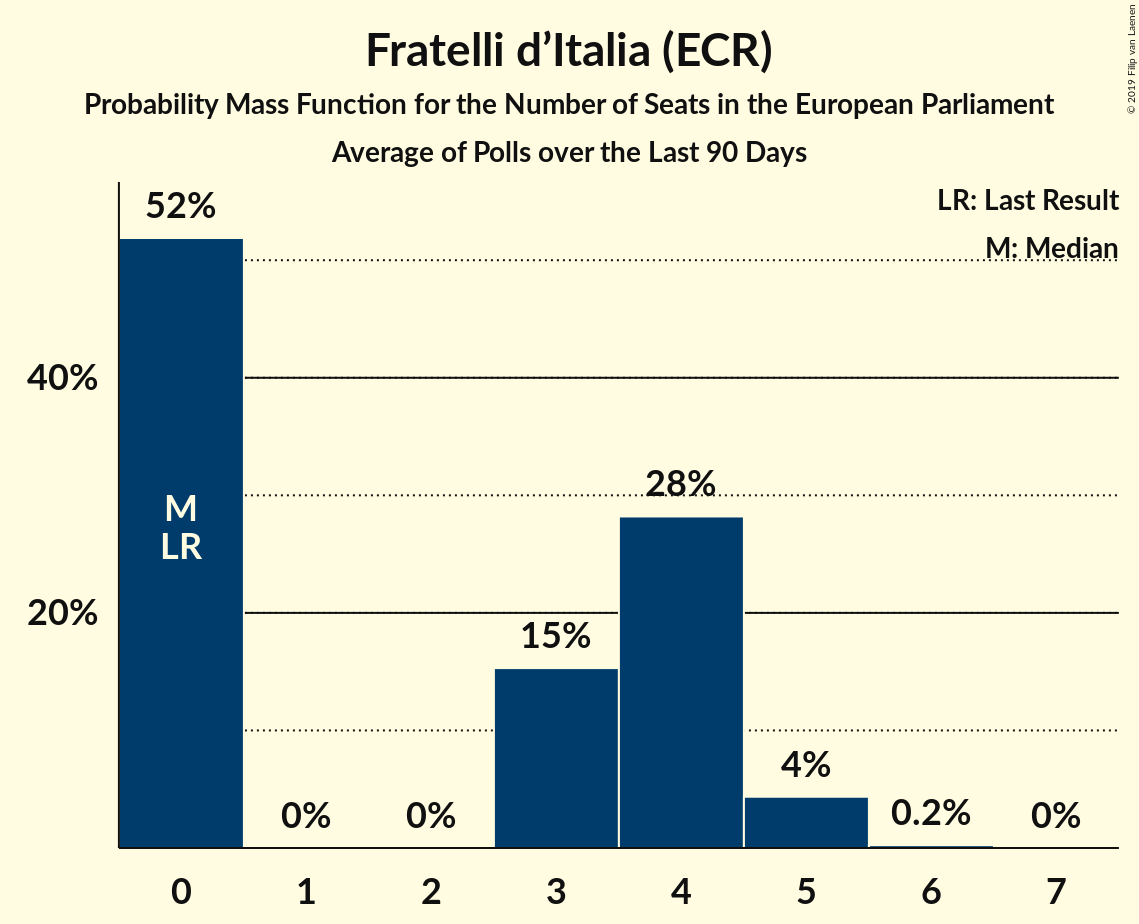 Fratelli d’Italia (ECR)
Probability Mass Function for the Number of Seats in the European Parliament
Average of Polls over the Last 90 Days
© 2019 Filip van Laenen
LR: Last Result
M: Median
52%
40%
20%
M
LR
0%
0%
15%
28%
4%
0.2%
0%
0
1
2
3
4
5
6
7